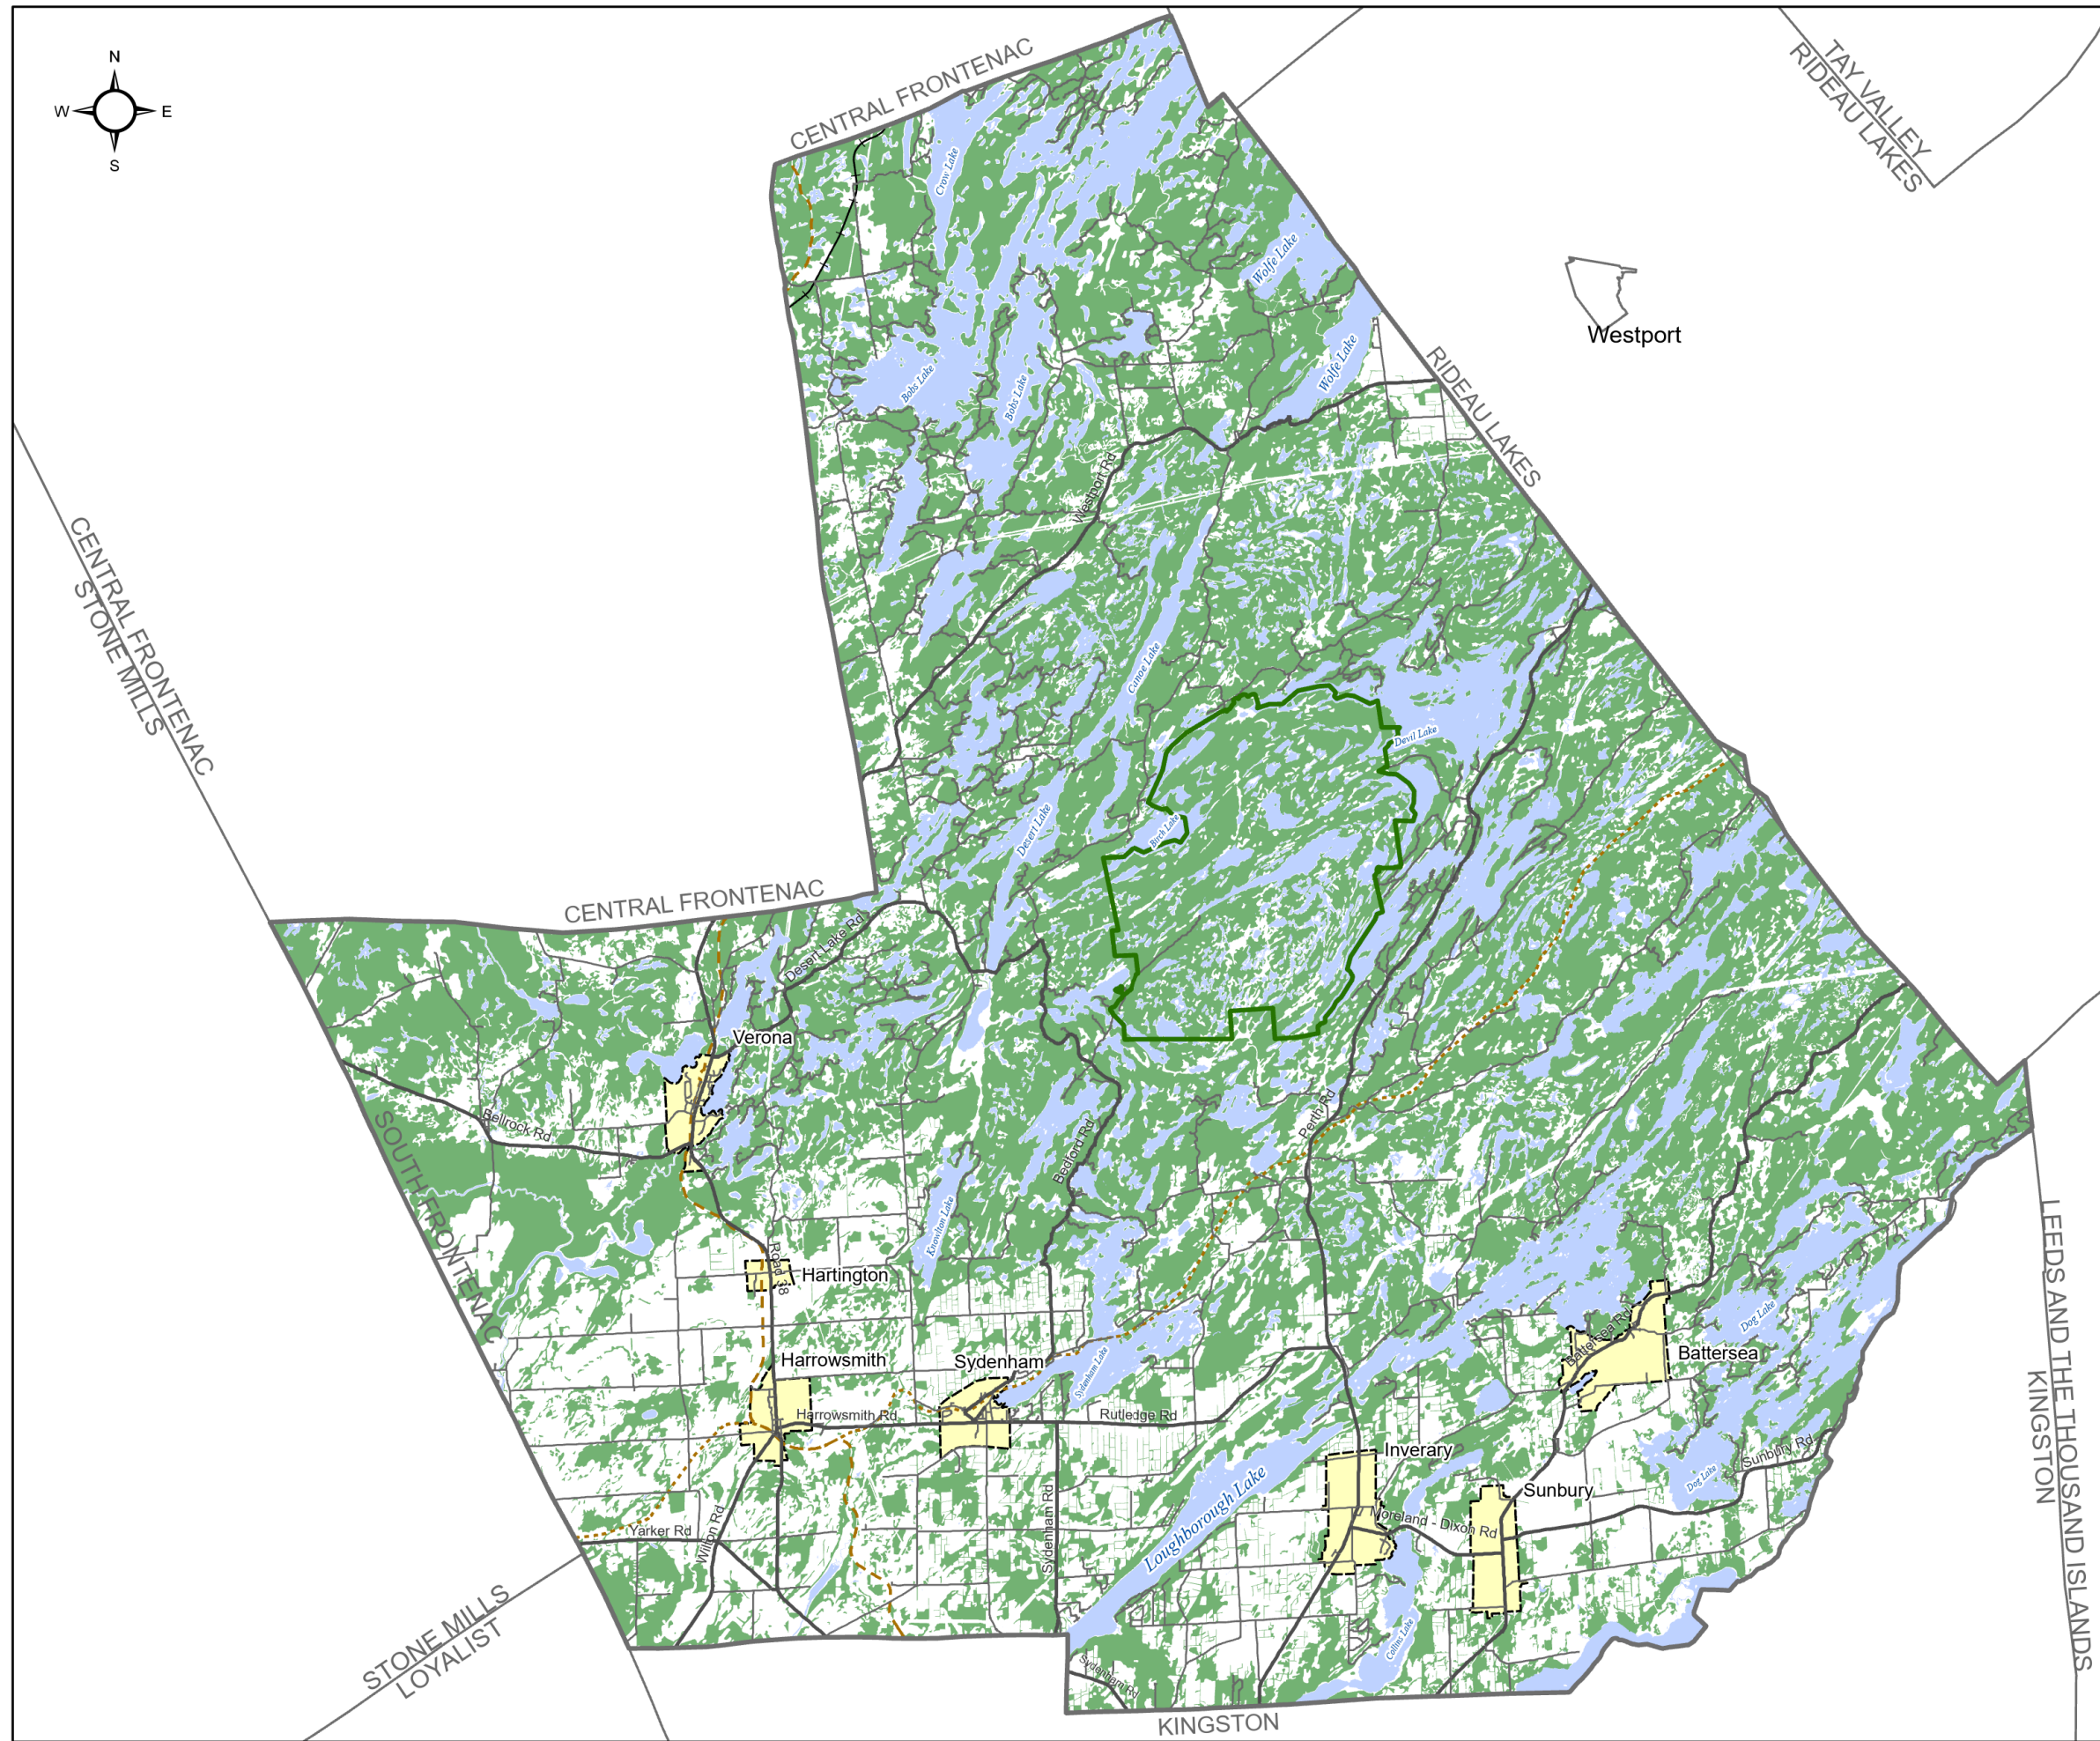 N
W E
S
CENTRAL FRONTENAC
TAY VALLEY
RIDEAU LAKES
Crow Lake
Wolfe Lake
Westport
Wolfe Lake
Bobs Lake
Bobs Lake
RIDEAU LAKES
Westport Rd
CENTRAL FRONTENAC
STONE MILLS
Canoe Lake
Devil Lake
Desert Lake
Birch Lake
CENTRAL FRONTENAC
Desert Lake Rd
Verona
Bellrock Rd
Perth Rd
Bedford Rd
SOUTH FRONTENAC
Knowlton Lake
Road 38
Hartington
Dog Lake
Battersea Rd
Battersea
Harrowsmith
Sydenham
Sydenham Lake
Harrowsmith Rd
Rutledge Rd
Inverary
Sunbury Rd
Dog Lake
Sunbury
Loughborough Lake
Moreland - Dixon Rd
Yarker Rd
Wilton Rd
Sydenham Rd
LEEDS AND THE THOUSAND ISLANDS
KINGSTON
STONE MILLS
LOYALIST
Collins Lake
Sydenham Rd
KINGSTON